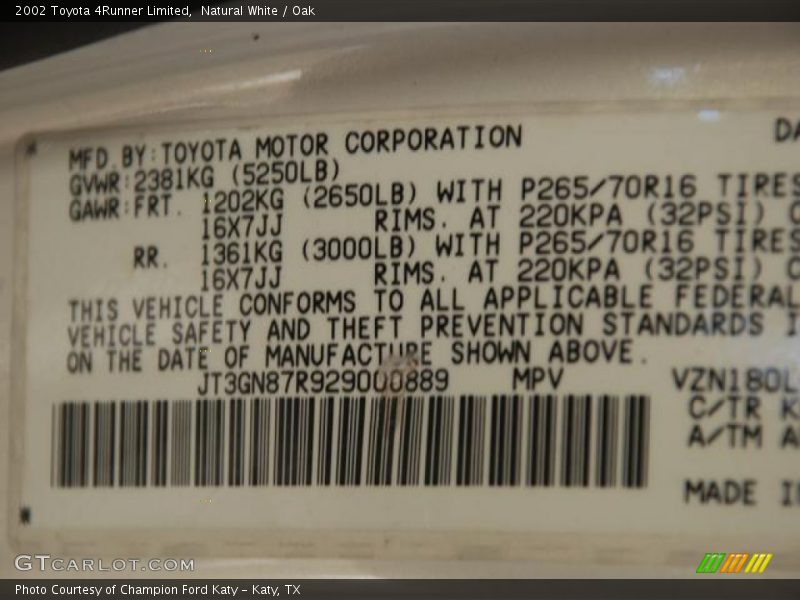 2002 Toyota 4Runner Limited, Natural White / Oak
MFD. BY: TOYOTA MOTOR CORPORATION DA
GVWR: 2381KG (5250LB)
GAWR: FRT. 1202KG (2650LB) WITH P265/70R16 TIRES
16X7JJ RIMS. AT 220KPA (32PSI) C
RR. 1361KG (3000LB) WITH P265/70R16 TIRES
16X7JJ RIMS. AT 220KPA (32PSI) C
THIS VEHICLE CONFORMS TO ALL APPLICABLE FEDERAL
VEHICLE SAFETY AND THEFT PREVENTION STANDARDS I
ON THE DATE OF MANUFACTURE SHOWN ABOVE.
JT3GN87R929000889 MPV VZN180L
C/TR K
A/TM A
MADE I
GTCARLOT.COM
Photo Courtesy of Champion Ford Katy - Katy, TX